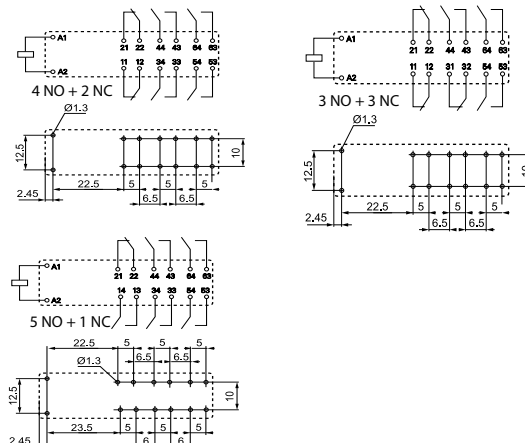 A1 21 22 44 43 64 63
A2 11 12 34 33 54 53
4 NO + 2 NC
Ø1.3
12.5
10
2.45 22.5 5 5 5
6.5 6.5
A1 21 22 44 43 64 63
A2 11 12 31 32 54 53
3 NO + 3 NC
Ø1.3
12.5
2.45 22.5 5 5 5
6.5 6.5
A1 21 22 44 43 64 63
A2 14 13 34 33 54 53
5 NO + 1 NC
22.5 5 5 5
Ø1.3 6.5 6.5
12.5
10
2.45 23.5 5 5 5
6 6